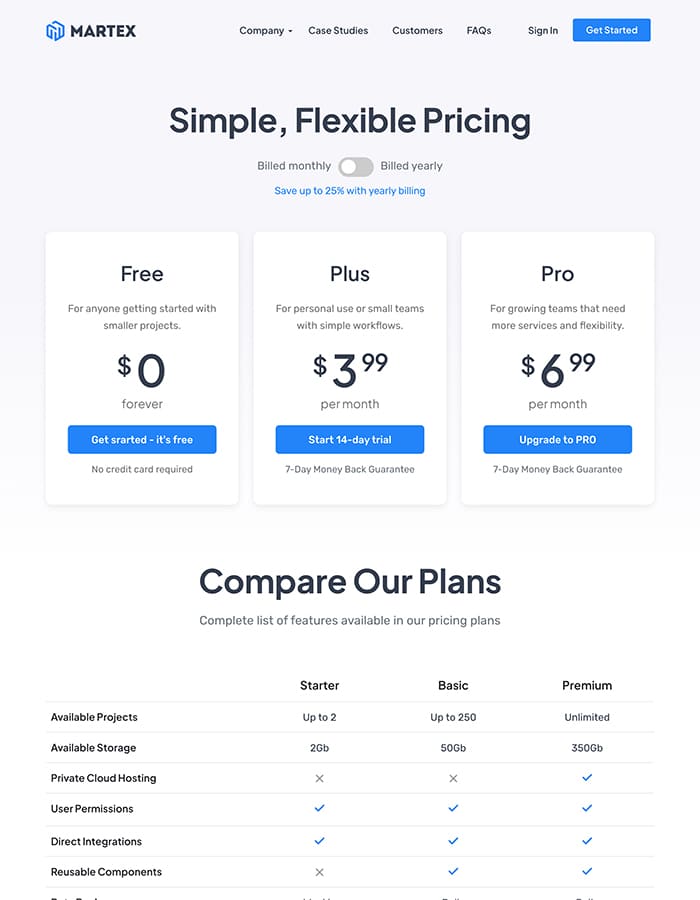 MARTEX
Company Case Studies Customers FAQs Sign In Get Started
Simple, Flexible Pricing
Billed monthly Billed yearly
Save up to 25% with yearly billing
Free
For anyone getting started with
smaller projects.
$0
forever
Get srarted - it's free
No credit card required
Plus
For personal use or small teams
with simple workflows.
$3 99
per month
Start 14-day trial
7-Day Money Back Guarantee
Pro
For growing teams that need
more services and flexibility.
$6 99
per month
Upgrade to PRO
7-Day Money Back Guarantee
Compare Our Plans
Complete list of features available in our pricing plans
Starter Basic Premium
Available Projects Up to 2 Up to 250 Unlimited
Available Storage 2Gb 50Gb 350Gb
Private Cloud Hosting
User Permissions
Direct Integrations
Reusable Components